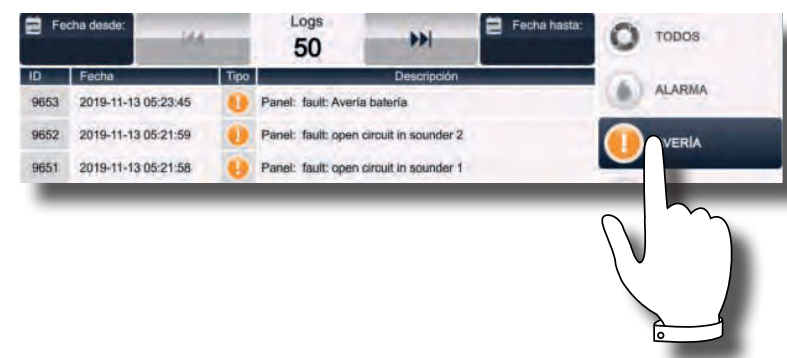 Fecha desde:
Logs
50
Fecha hasta:
TODOS
ALARMA
AVERÍA
ID Fecha Tipo Descripción
9653 2019-11-13 05:23:45 Panel: fault: Avería batería
9652 2019-11-13 05:21:59 Panel: fault: open circuit in sounder 2
9651 2019-11-13 05:21:58 Panel: fault: open circuit in sounder 1